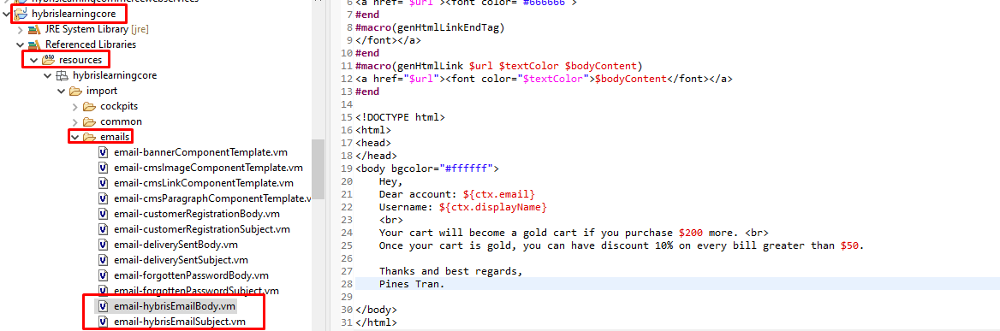 hybrislearningcommercewebservices
hybrislearningcore
JRE System Library [jre]
Referenced Libraries
resources
hybrislearningcore
import
cockpits
common
emails
email-bannerComponentTemplate.vm
email-cmsImageComponentTemplate.vm
email-cmsLinkComponentTemplate.vm
email-cmsParagraphComponentTemplate.v
email-customerRegistrationBody.vm
email-customerRegistrationSubject.vm
email-deliverySentBody.vm
email-deliverySentSubject.vm
email-forgottenPasswordBody.vm
email-forgottenPasswordSubject.vm
email-hybrisEmailBody.vm
email-hybrisEmailSubject.vm
6 <a href="$url"><font color="#666666">
7 #end
8 #macro(genHtmlLinkEndTag)
9 </font></a>
10 #end
11 #macro(genHtmlLink $url $textColor $bodyContent)
12 <a href="$url"><font color="$textColor">$bodyContent</font></a>
13 #end
14
15 <!DOCTYPE html>
16 <html>
17 <head>
18 </head>
19 <body bgcolor="#ffffff">
20 Hey,
21 Dear account: ${ctx.email}
22 Username: ${ctx.displayName}
23 <br>
24 Your cart will become a gold cart if you purchase $200 more. <br>
25 Once your cart is gold, you can have discount 10% on every bill greater than $50.
26
27 Thanks and best regards,
28 Pines Tran.
29
30 </body>
31 </html>